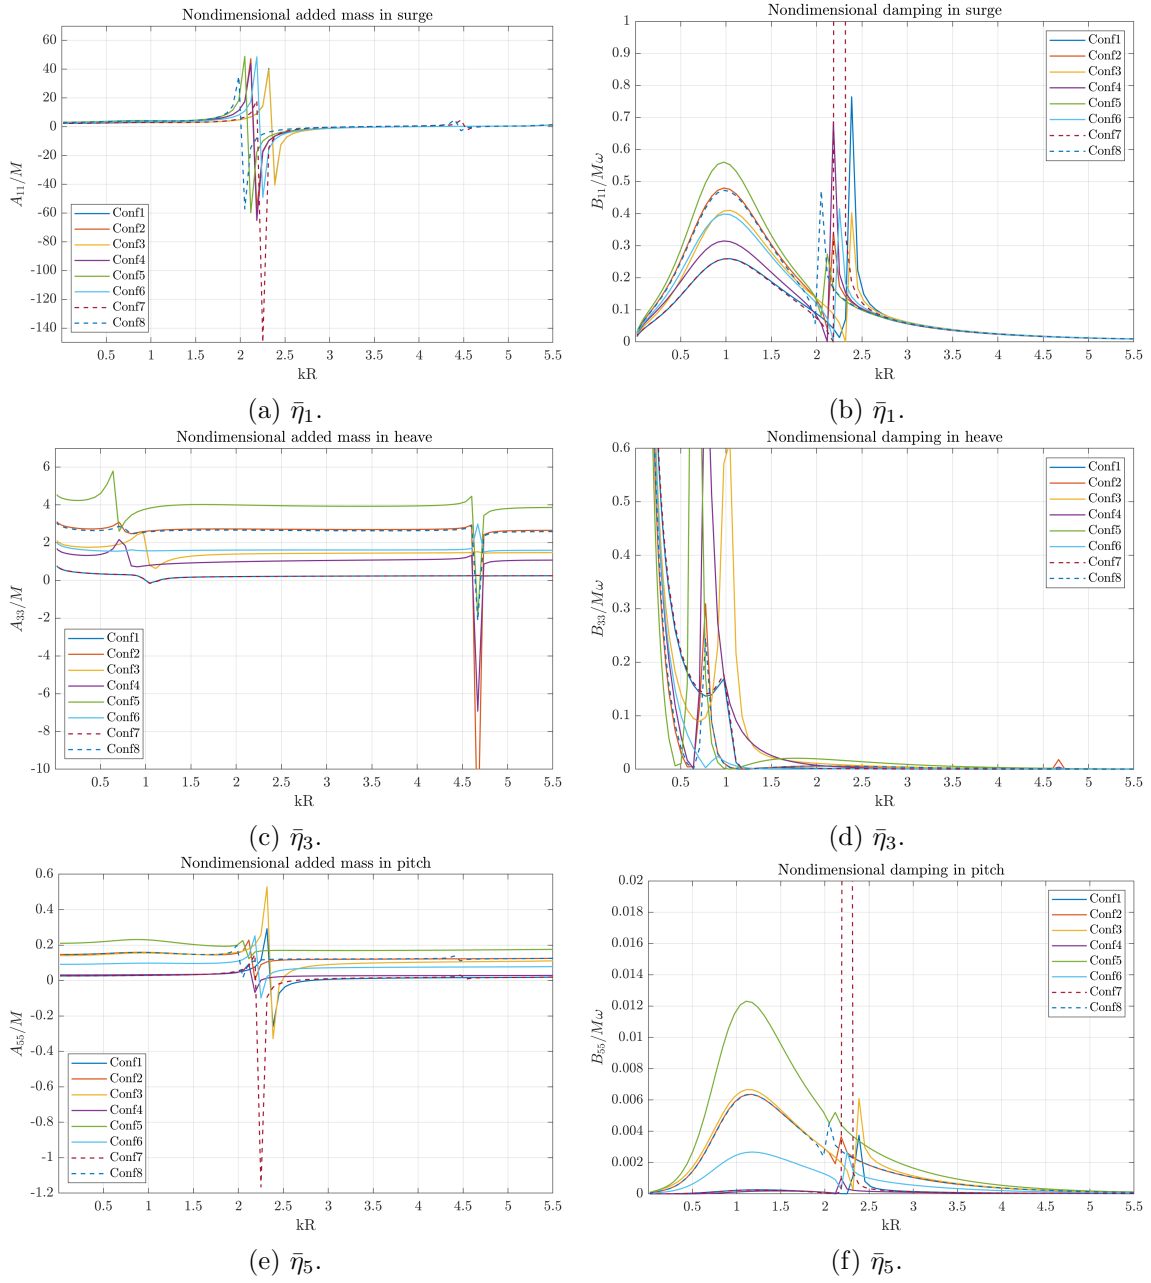 Nondimensional added mass in surge
60
40
20
0
-20
-40
-60
-80
-100
-120
-140
A₁₁/M
Conf1
Conf2
Conf3
Conf4
Conf5
Conf6
Conf7
Conf8
0.5 1 1.5 2 2.5 3 3.5 4 4.5 5 5.5
kR
(a) η̄₁.
Nondimensional damping in surge
1
0.9
0.8
0.7
0.6
0.5
0.4
0.3
0.2
0.1
0
B₁₁/Mω
Conf1
Conf2
Conf3
Conf4
Conf5
Conf6
Conf7
Conf8
0.5 1 1.5 2 2.5 3 3.5 4 4.5 5 5.5
kR
(b) η̄₁.
Nondimensional added mass in heave
6
4
2
0
-2
-4
-6
-8
-10
A₃₃/M
Conf1
Conf2
Conf3
Conf4
Conf5
Conf6
Conf7
Conf8
0.5 1 1.5 2 2.5 3 3.5 4 4.5 5 5.5
kR
(c) η̄₃.
Nondimensional damping in heave
0.6
0.5
0.4
0.3
0.2
0.1
0
B₃₃/Mω
Conf1
Conf2
Conf3
Conf4
Conf5
Conf6
Conf7
Conf8
0.5 1 1.5 2 2.5 3 3.5 4 4.5 5 5.5
kR
(d) η̄₃.
Nondimensional added mass in pitch
0.6
0.4
0.2
0
-0.2
-0.4
-0.6
-0.8
-1
-1.2
A₅₅/M
Conf1
Conf2
Conf3
Conf4
Conf5
Conf6
Conf7
Conf8
0.5 1 1.5 2 2.5 3 3.5 4 4.5 5 5.5
kR
(e) η̄₅.
Nondimensional damping in pitch
0.02
0.018
0.016
0.014
0.012
0.01
0.008
0.006
0.004
0.002
0
B₅₅/Mω
Conf1
Conf2
Conf3
Conf4
Conf5
Conf6
Conf7
Conf8
0 0.5 1 1.5 2 2.5 3 3.5 4 4.5 5 5.5
kR
(f) η̄₅.